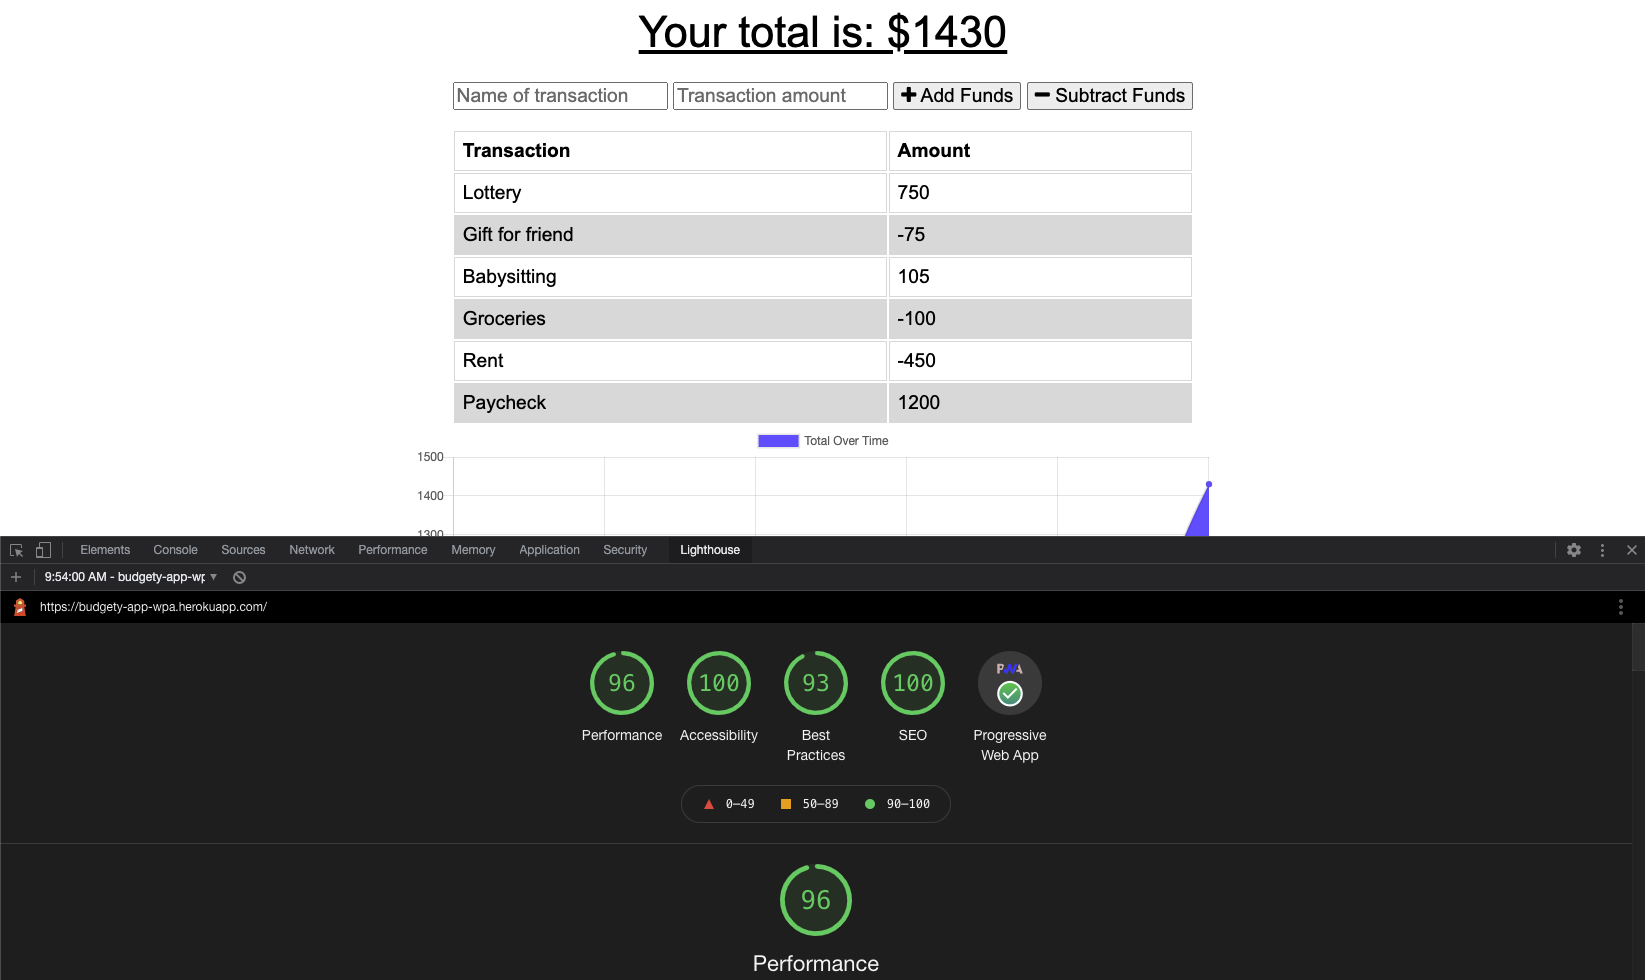 Your total is: $1430
Name of transaction Transaction amount Add Funds Subtract Funds
Transaction Amount
Lottery 750
Gift for friend -75
Babysitting 105
Groceries -100
Rent -450
Paycheck 1200
Total Over Time
1500
1400
1300
Elements Console Sources Network Performance Memory Application Security Lighthouse
9:54:00 AM - budgety-app-wp
https://budgety-app-wpa.herokuapp.com/
96 100 93 100 PWA
Performance Accessibility Best Practices SEO Progressive Web App
0–49 50–89 90–100
96
Performance